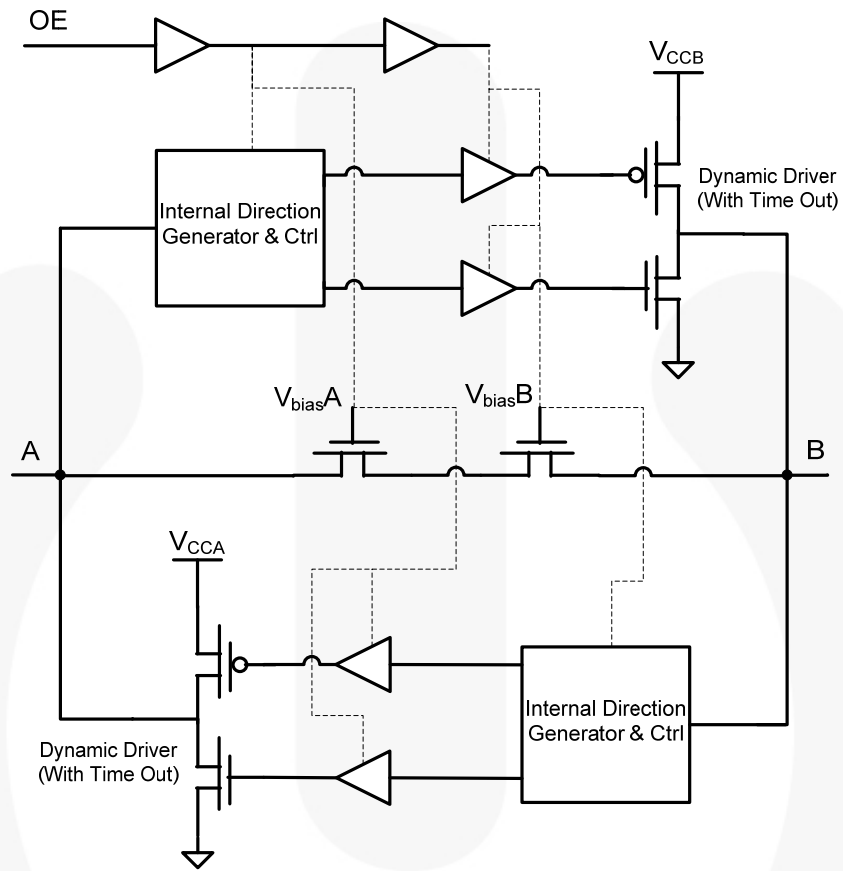 OE
VCCB
Dynamic Driver
(With Time Out)
Internal Direction
Generator & Ctrl
VbiasA
VbiasB
A
B
VCCA
Internal Direction
Generator & Ctrl
Dynamic Driver
(With Time Out)